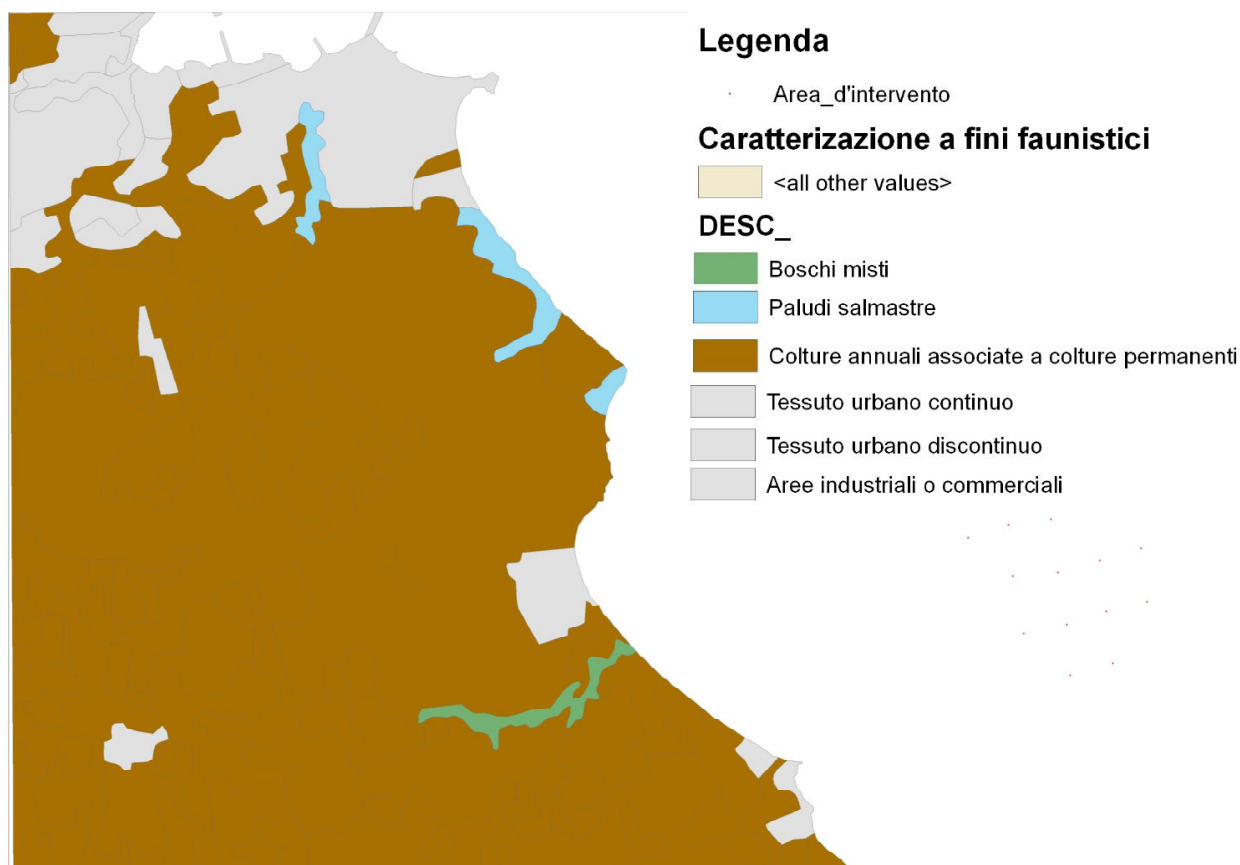 Legenda
Area_d'intervento
Caratterizazione a fini faunistici
<all other values>
DESC_
Boschi misti
Paludi salmastre
Colture annuali associate a colture permanenti
Tessuto urbano continuo
Tessuto urbano discontinuo
Aree industriali o commerciali